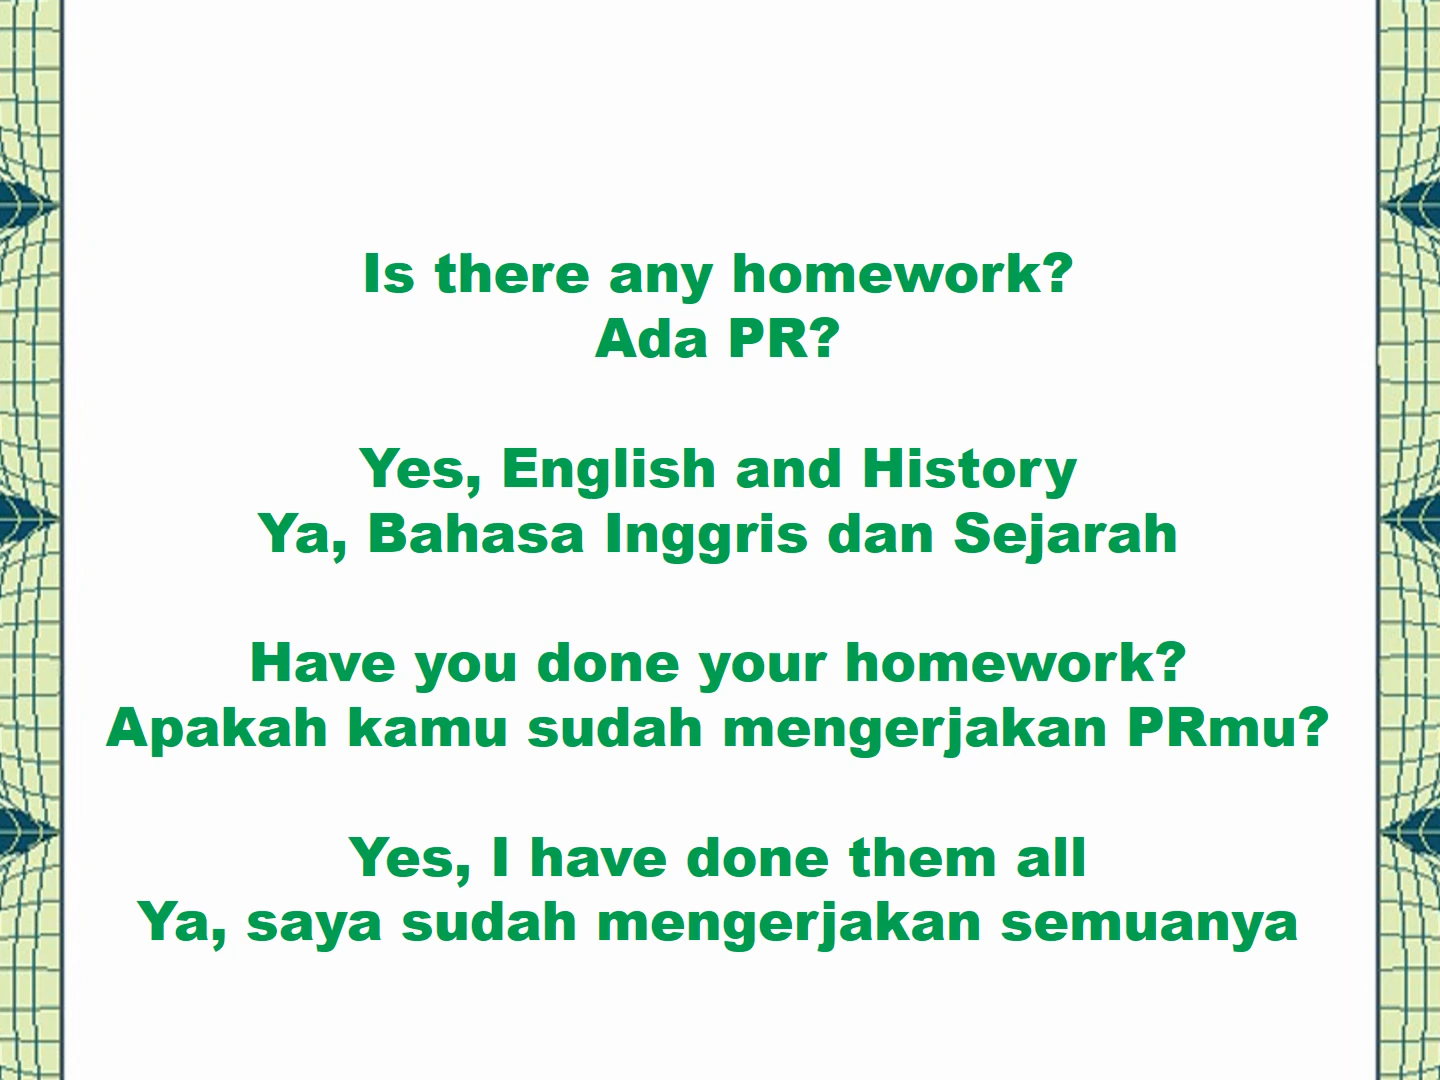 Is there any homework?
Ada PR?
Yes, English and History
Ya, Bahasa Inggris dan Sejarah
Have you done your homework?
Apakah kamu sudah mengerjakan PRmu?
Yes, I have done them all
Ya, saya sudah mengerjakan semuanya